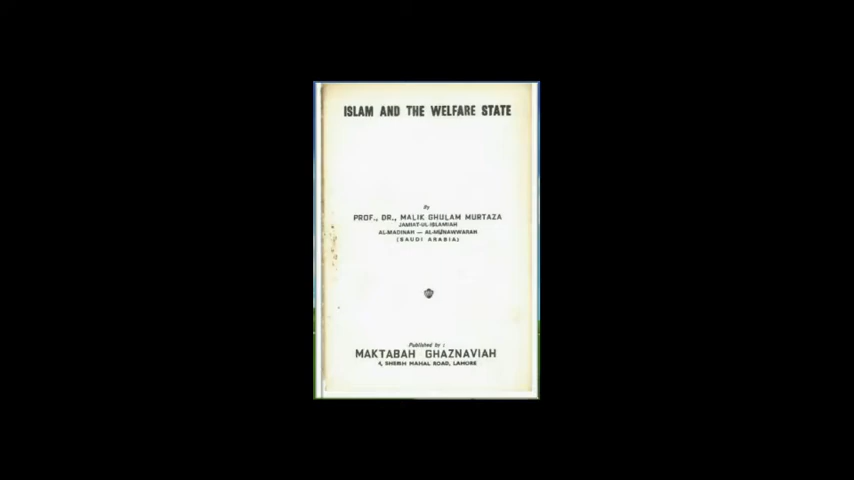 ISLAM AND THE WELFARE STATE
By
PROF., DR., MALIK GHULAM MURTAZA
JAMIAT-UL-ISLAMIAH
AL-MADINAH — AL-MUNAWWARAH
(SAUDI ARABIA)
Published by :
MAKTABAH GHAZNAVIAH
4, SHEESH MAHAL ROAD, LAHORE